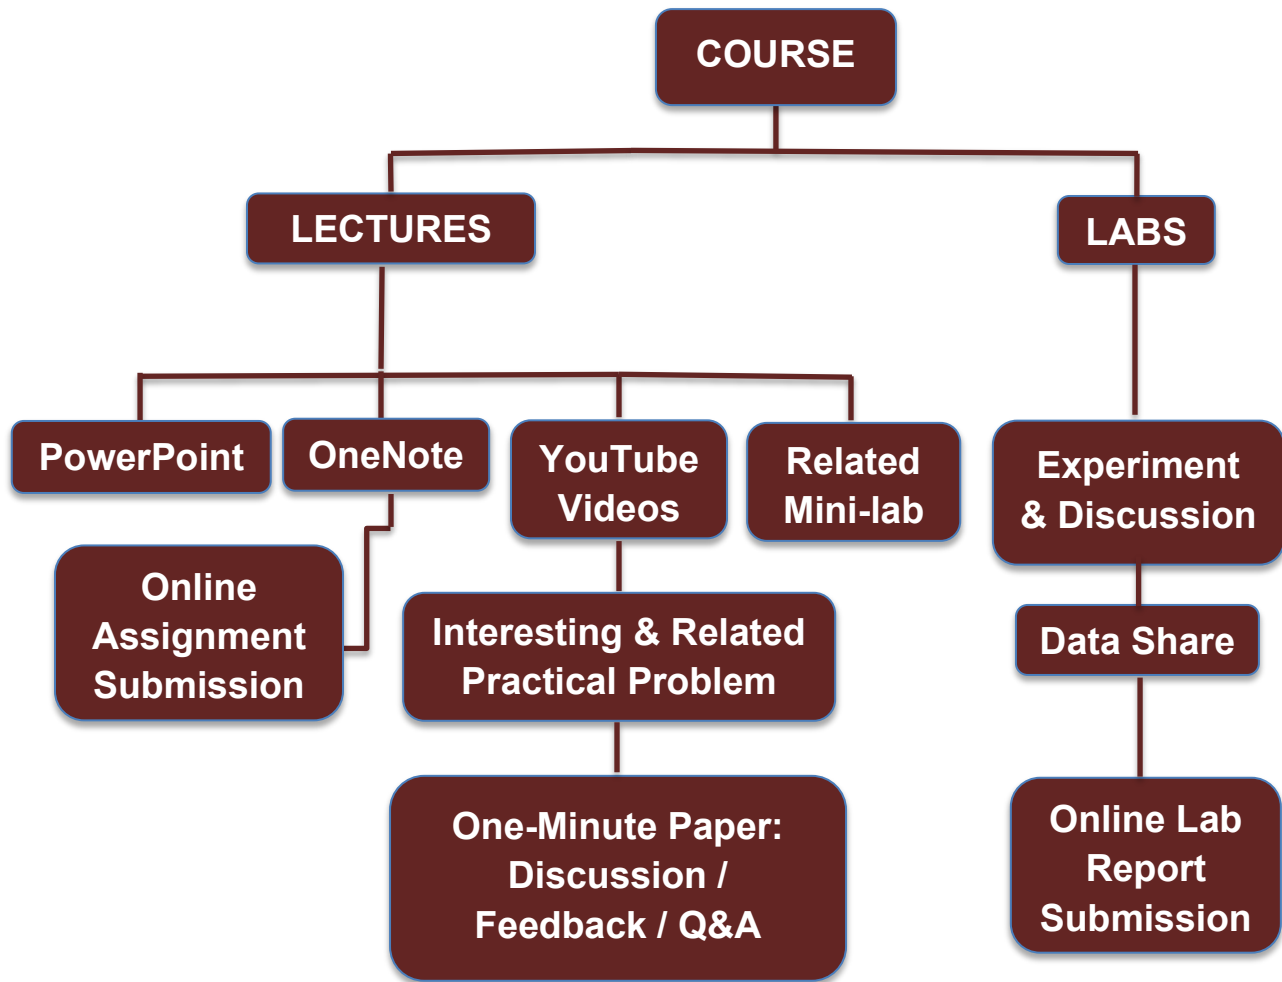 COURSE
LECTURES
LABS
PowerPoint
OneNote
YouTube
Videos
Related
Mini-lab
Experiment
& Discussion
Online
Assignment
Submission
Interesting & Related
Practical Problem
Data Share
One-Minute Paper:
Discussion /
Feedback / Q&A
Online Lab
Report
Submission